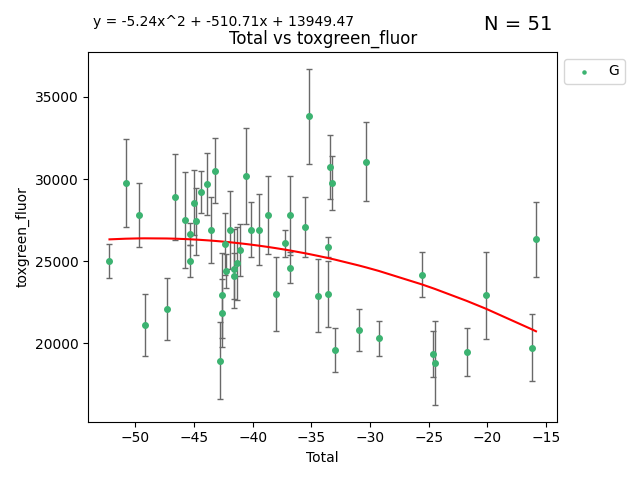 y = -5.24x^2 + -510.71x + 13949.47
N = 51
Total vs toxgreen_fluor
G
toxgreen_fluor
35000
30000
25000
20000
−50
−45
−40
−35
−30
−25
−20
−15
Total